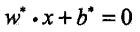 w* · x + b* = 0